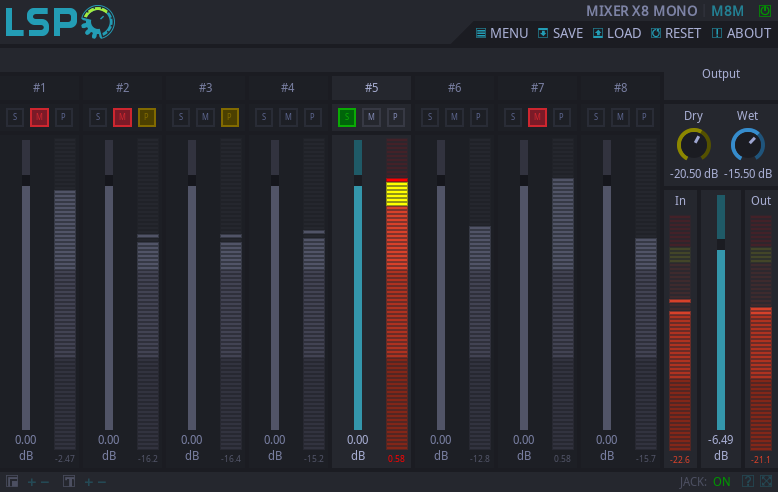 LSP
MIXER X8 MONO M8M
MENU SAVE LOAD RESET ABOUT
#1 #2 #3 #4 #5 #6 #7 #8 Output
S M P S M P S M P S M P S M P S M P S M P S M P
Dry Wet
-20.50 dB -15.50 dB
In Out
0.00 0.00 0.00 0.00 0.00 0.00 0.00 0.00 -6.49
dB dB dB dB dB dB dB dB dB
-2.47 -16.2 -16.4 -15.2 0.58 -12.8 0.58 -15.7 -22.6 -21.1
JACK: ON